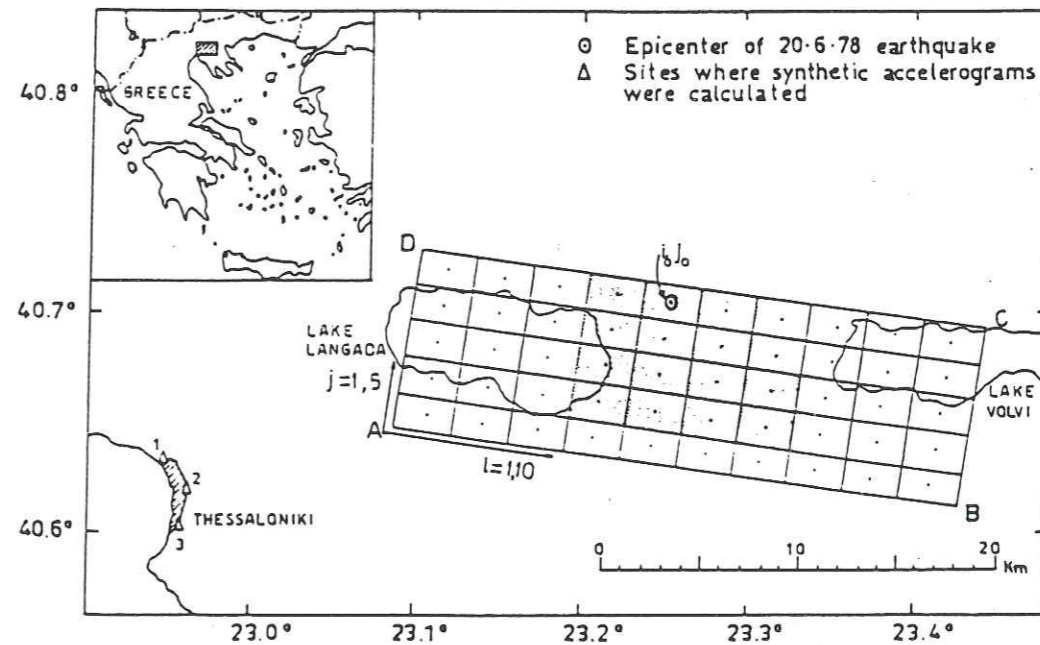 GREECE
Epicenter of 20·6·78 earthquake
Sites where synthetic accelerograms
were calculated
40.8°
40.7°
40.6°
D
C
LAKE
LANGADA
j=1,5
A
i=1,10
B
LAKE
VOLVI
1
2
3
THESSALONIKI
0 10 20
Km
23.0° 23.1° 23.2° 23.3° 23.4°